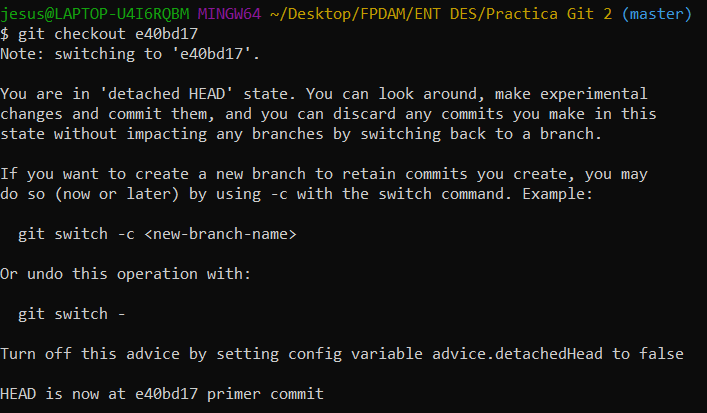 jesus@LAPTOP-U4I6RQBM MINGW64 ~/Desktop/FPDAM/ENT DES/Practica Git 2 (master)
$ git checkout e40bd17
Note: switching to 'e40bd17'.

You are in 'detached HEAD' state. You can look around, make experimental
changes and commit them, and you can discard any commits you make in this
state without impacting any branches by switching back to a branch.

If you want to create a new branch to retain commits you create, you may
do so (now or later) by using -c with the switch command. Example:

  git switch -c <new-branch-name>

Or undo this operation with:

  git switch -

Turn off this advice by setting config variable advice.detachedHead to false

HEAD is now at e40bd17 primer commit